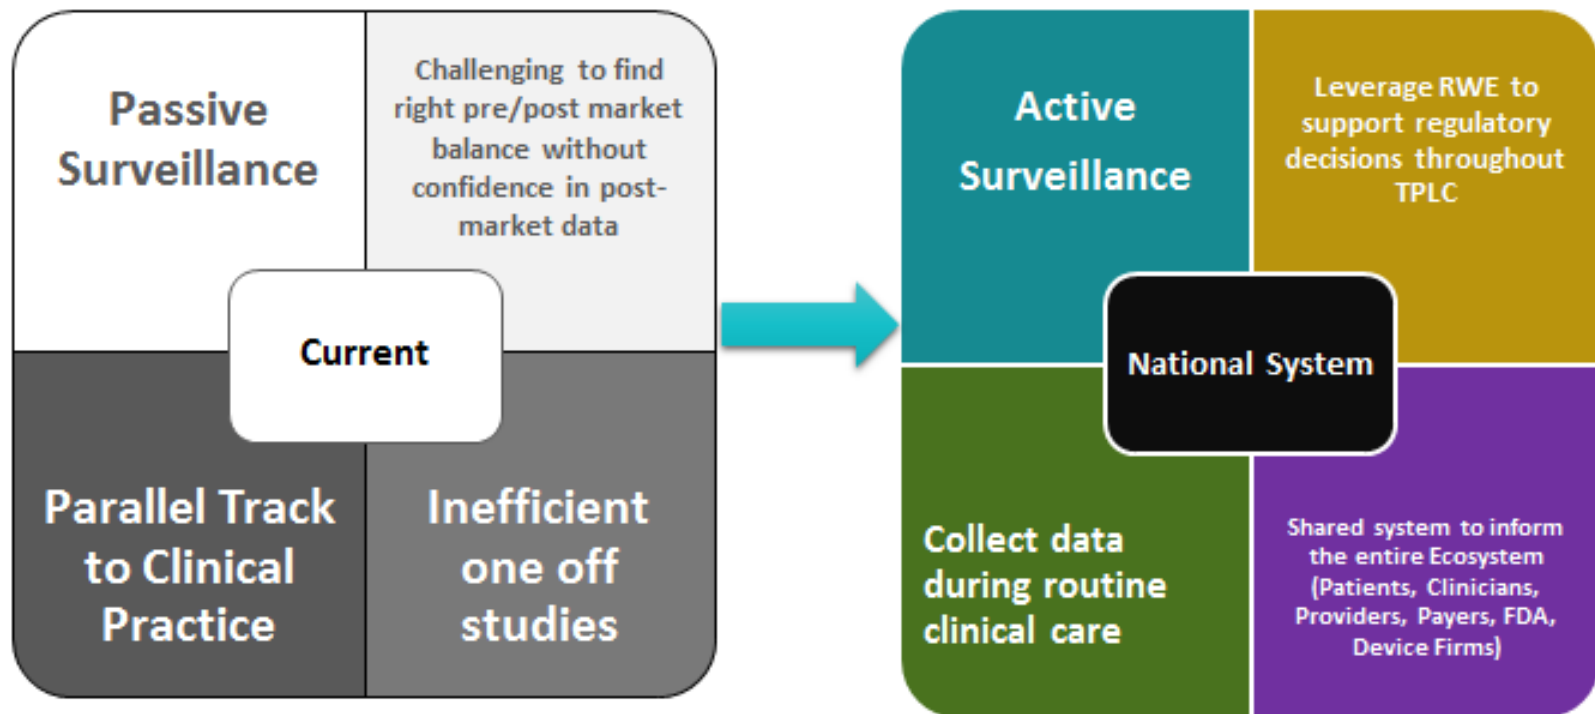 Passive
Surveillance
Challenging to find
right pre/post market
balance without
confidence in post-
market data
Current
Parallel Track
to Clinical
Practice
Inefficient
one off
studies
Active
Surveillance
Leverage RWE to
support regulatory
decisions throughout
TPLC
National System
Collect data
during routine
clinical care
Shared system to inform
the entire Ecosystem
(Patients, Clinicians,
Providers, Payers, FDA,
Device Firms)